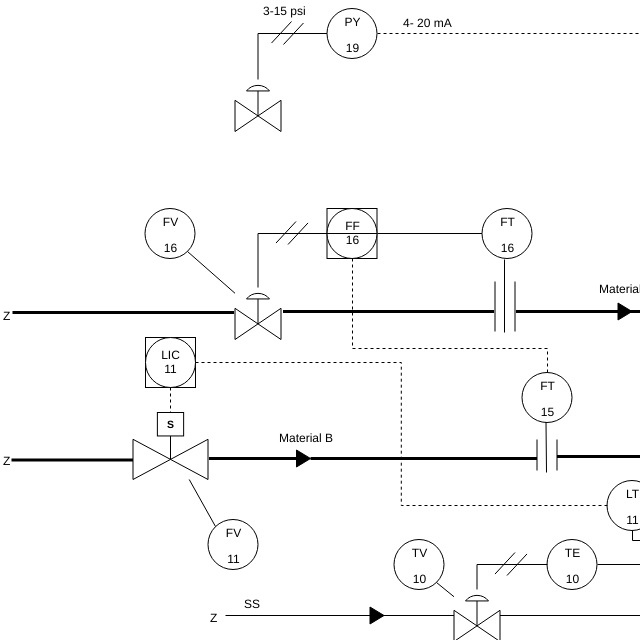 3-15 psi
PY
19
4- 20 mA
FV
16
FF
16
FT
16
Material
Z
LIC
11
FT
15
S
Material B
Z
LT
11
FV
11
TV
10
TE
10
SS
Z